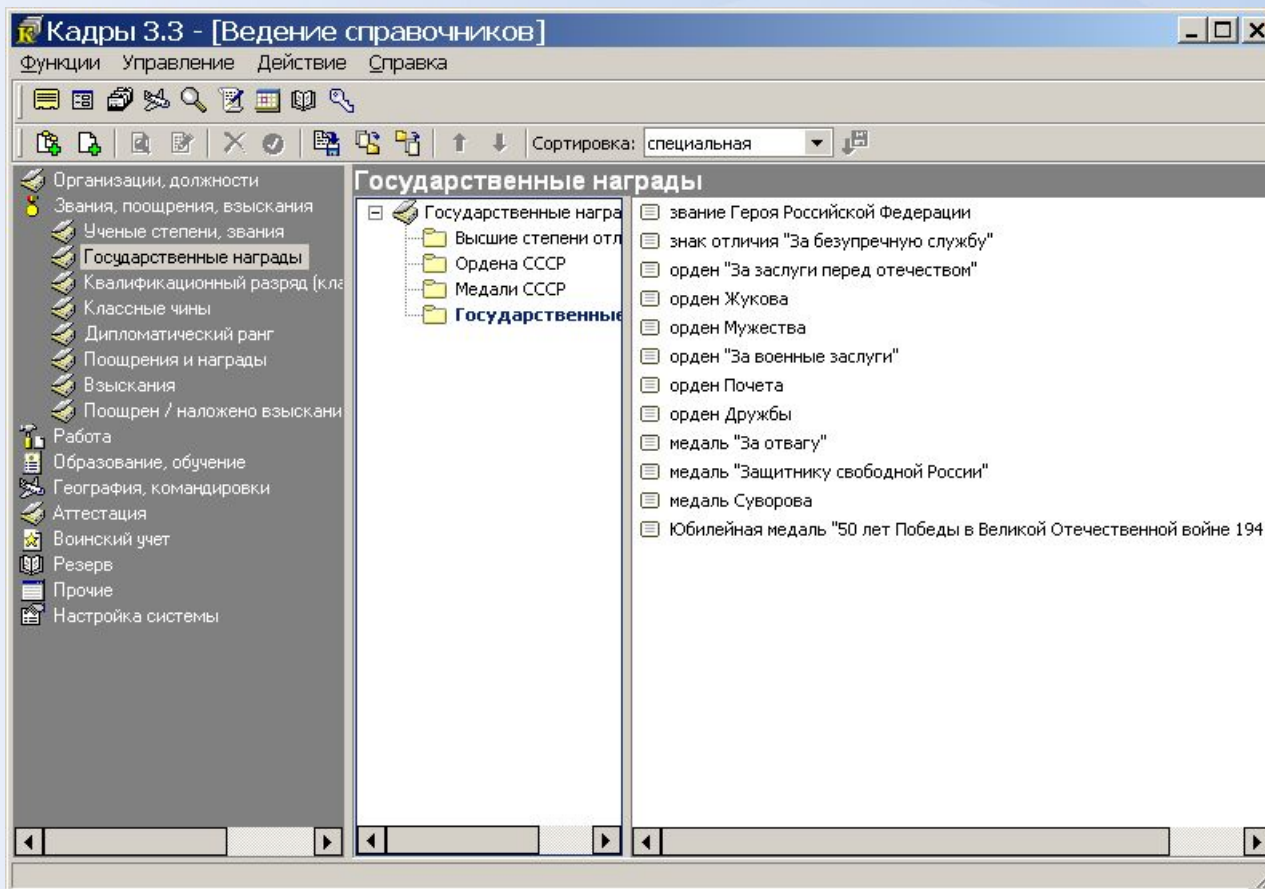 Кадры 3.3 - [Ведение справочников]
Функции Управление Действие Справка
Сортировка: специальная
Организации, должности
Звания, поощрения, взыскания
Ученые степени, звания
Государственные награды
Квалификационный разряд (кла
Классные чины
Дипломатический ранг
Поощрения и награды
Взыскания
Поощрен / наложено взыскани
Работа
Образование, обучение
География, командировки
Аттестация
Воинский учет
Резерв
Прочие
Настройка системы
Государственные награды
Государственные награ
Высшие степени отл
Ордена СССР
Медали СССР
Государственные
звание Героя Российской Федерации
знак отличия "За безупречную службу"
орден "За заслуги перед отечеством"
орден Жукова
орден Мужества
орден "За военные заслуги"
орден Почета
орден Дружбы
медаль "За отвагу"
медаль "Защитнику свободной России"
медаль Суворова
Юбилейная медаль "50 лет Победы в Великой Отечественной войне 194